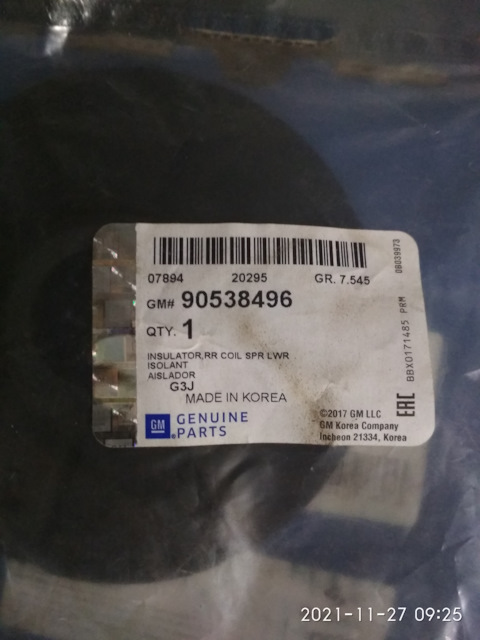 07894 20295 GR. 7.545
GM# 90538496
QTY. 1
INSULATOR,RR COIL SPR LWR
ISOLANT
AISLADOR
G3J
MADE IN KOREA
GM GENUINE
PARTS
©2017 GM LLC
GM Korea Company
Incheon 21334, Korea
EAC
BBX0171485 PRM
0B039973
2021-11-27 09:25